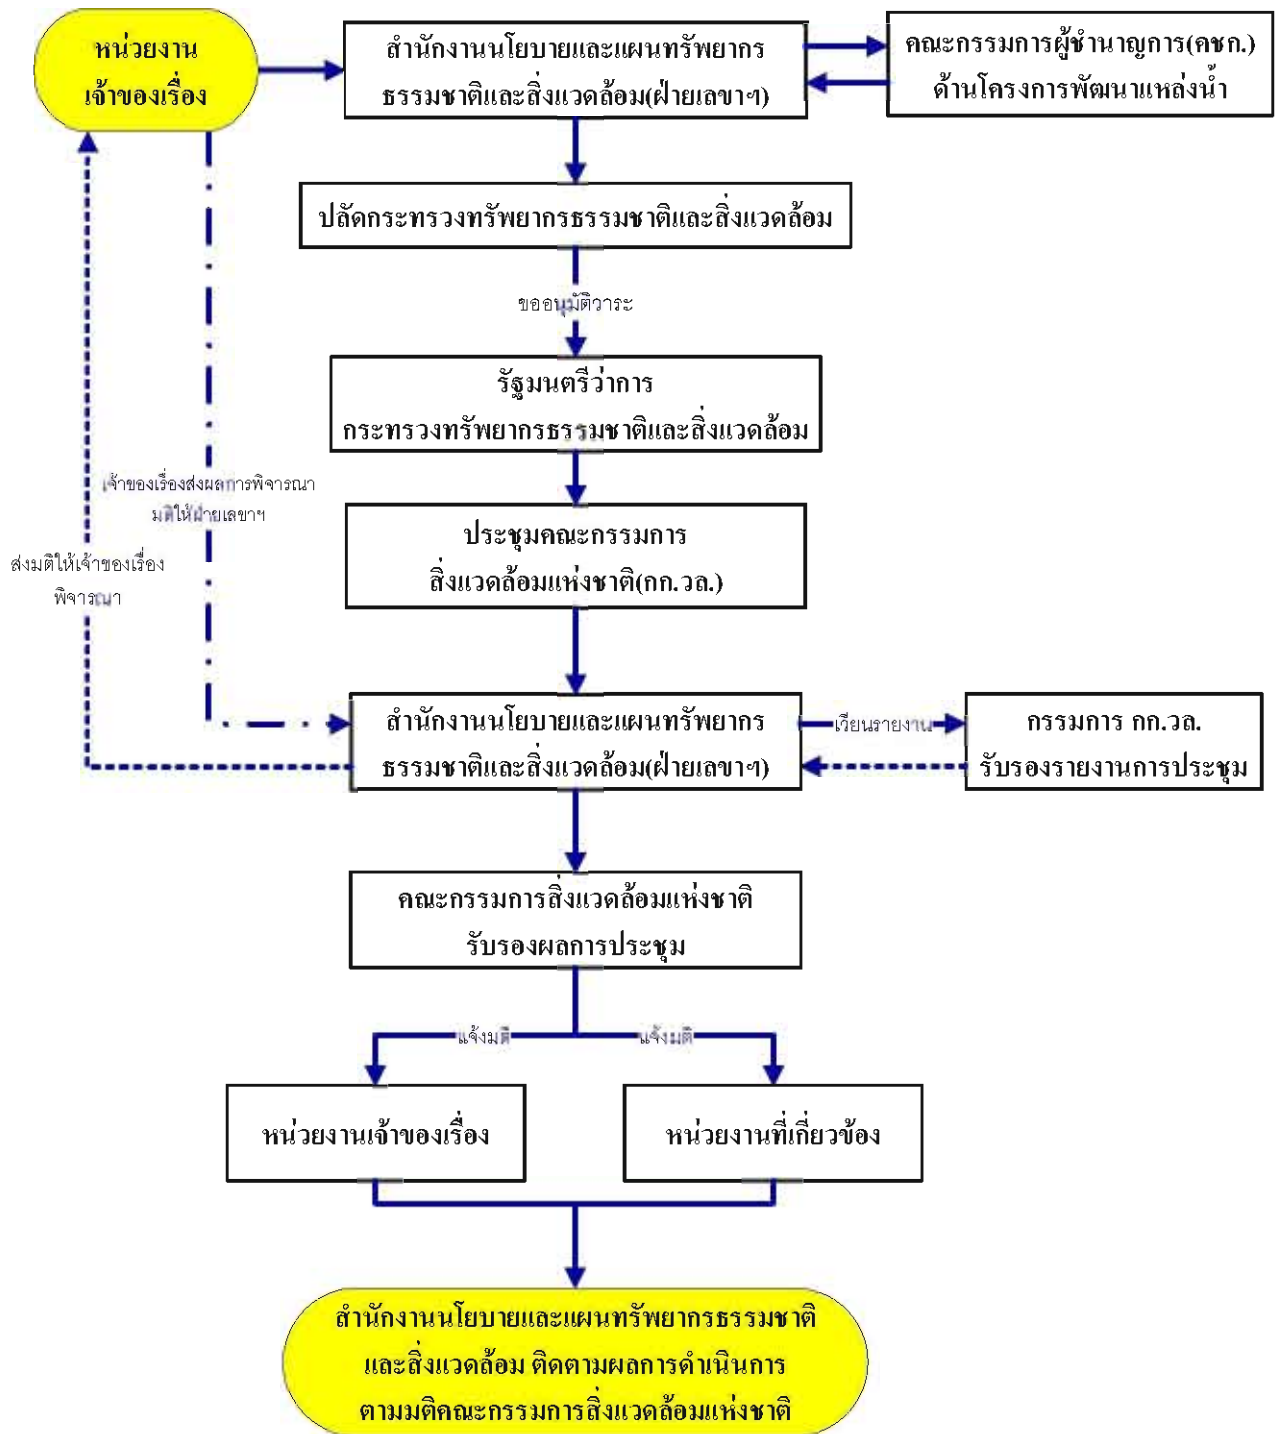 หน่วยงาน
เจ้าของเรื่อง
สำนักงานนโยบายและแผนทรัพยากร
ธรรมชาติและสิ่งแวดล้อม(ฝ่ายเลขาฯ)
คณะกรรมการผู้ชำนาญการ(คชก.)
ด้านโครงการพัฒนาแหล่งน้ำ
ปลัดกระทรวงทรัพยากรธรรมชาติและสิ่งแวดล้อม
ขออนุมัติวาระ
รัฐมนตรีว่าการ
กระทรวงทรัพยากรธรรมชาติและสิ่งแวดล้อม
เจ้าของเรื่องส่งผลการพิจารณา
มติให้ฝ่ายเลขาฯ
ส่งมติให้เจ้าของเรื่อง
พิจารณา
ประชุมคณะกรรมการ
สิ่งแวดล้อมแห่งชาติ(กก.วล.)
สำนักงานนโยบายและแผนทรัพยากร
ธรรมชาติและสิ่งแวดล้อม(ฝ่ายเลขาฯ)
เวียนรายงาน
กรรมการ กก.วล.
รับรองรายงานการประชุม
คณะกรรมการสิ่งแวดล้อมแห่งชาติ
รับรองผลการประชุม
แจ้งมติ
แจ้งมติ
หน่วยงานเจ้าของเรื่อง
หน่วยงานที่เกี่ยวข้อง
สำนักงานนโยบายและแผนทรัพยากรธรรมชาติ
และสิ่งแวดล้อม ติดตามผลการดำเนินการ
ตามมติคณะกรรมการสิ่งแวดล้อมแห่งชาติ